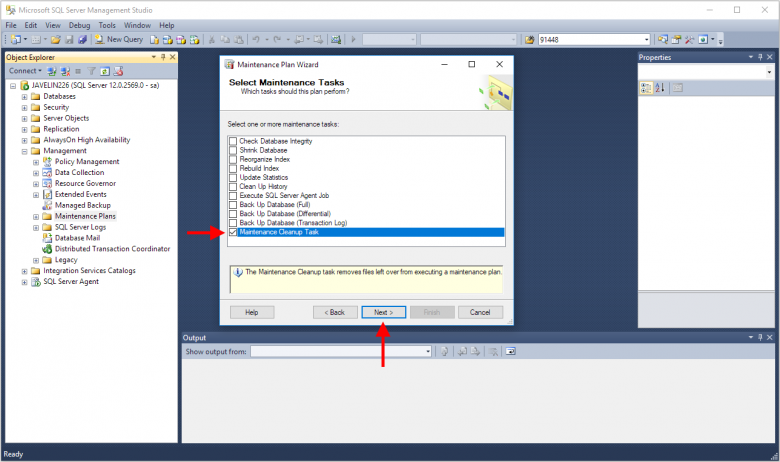 Microsoft SQL Server Management Studio
File Edit View Debug Tools Window Help
New Query
91448
Object Explorer
Connect
JAVELIN226 (SQL Server 12.0.2569.0 - sa)
Databases
Security
Server Objects
Replication
AlwaysOn High Availability
Management
Policy Management
Data Collection
Resource Governor
Extended Events
Managed Backup
Maintenance Plans
SQL Server Logs
Database Mail
Distributed Transaction Coordinator
Legacy
Integration Services Catalogs
SQL Server Agent
Maintenance Plan Wizard
Select Maintenance Tasks
Which tasks should this plan perform?
Select one or more maintenance tasks:
Check Database Integrity
Shrink Database
Reorganize Index
Rebuild Index
Update Statistics
Clean Up History
Execute SQL Server Agent Job
Back Up Database (Full)
Back Up Database (Differential)
Back Up Database (Transaction Log)
Maintenance Cleanup Task
The Maintenance Cleanup task removes files left over from executing a maintenance plan.
Help < Back Next > Finish Cancel
Properties
Output
Show output from:
Ready